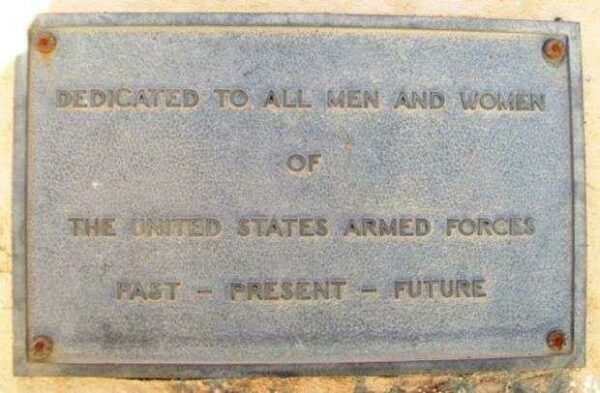 DEDICATED TO ALL MEN AND WOMEN
OF
THE UNITED STATES ARMED FORCES
PAST – PRESENT – FUTURE